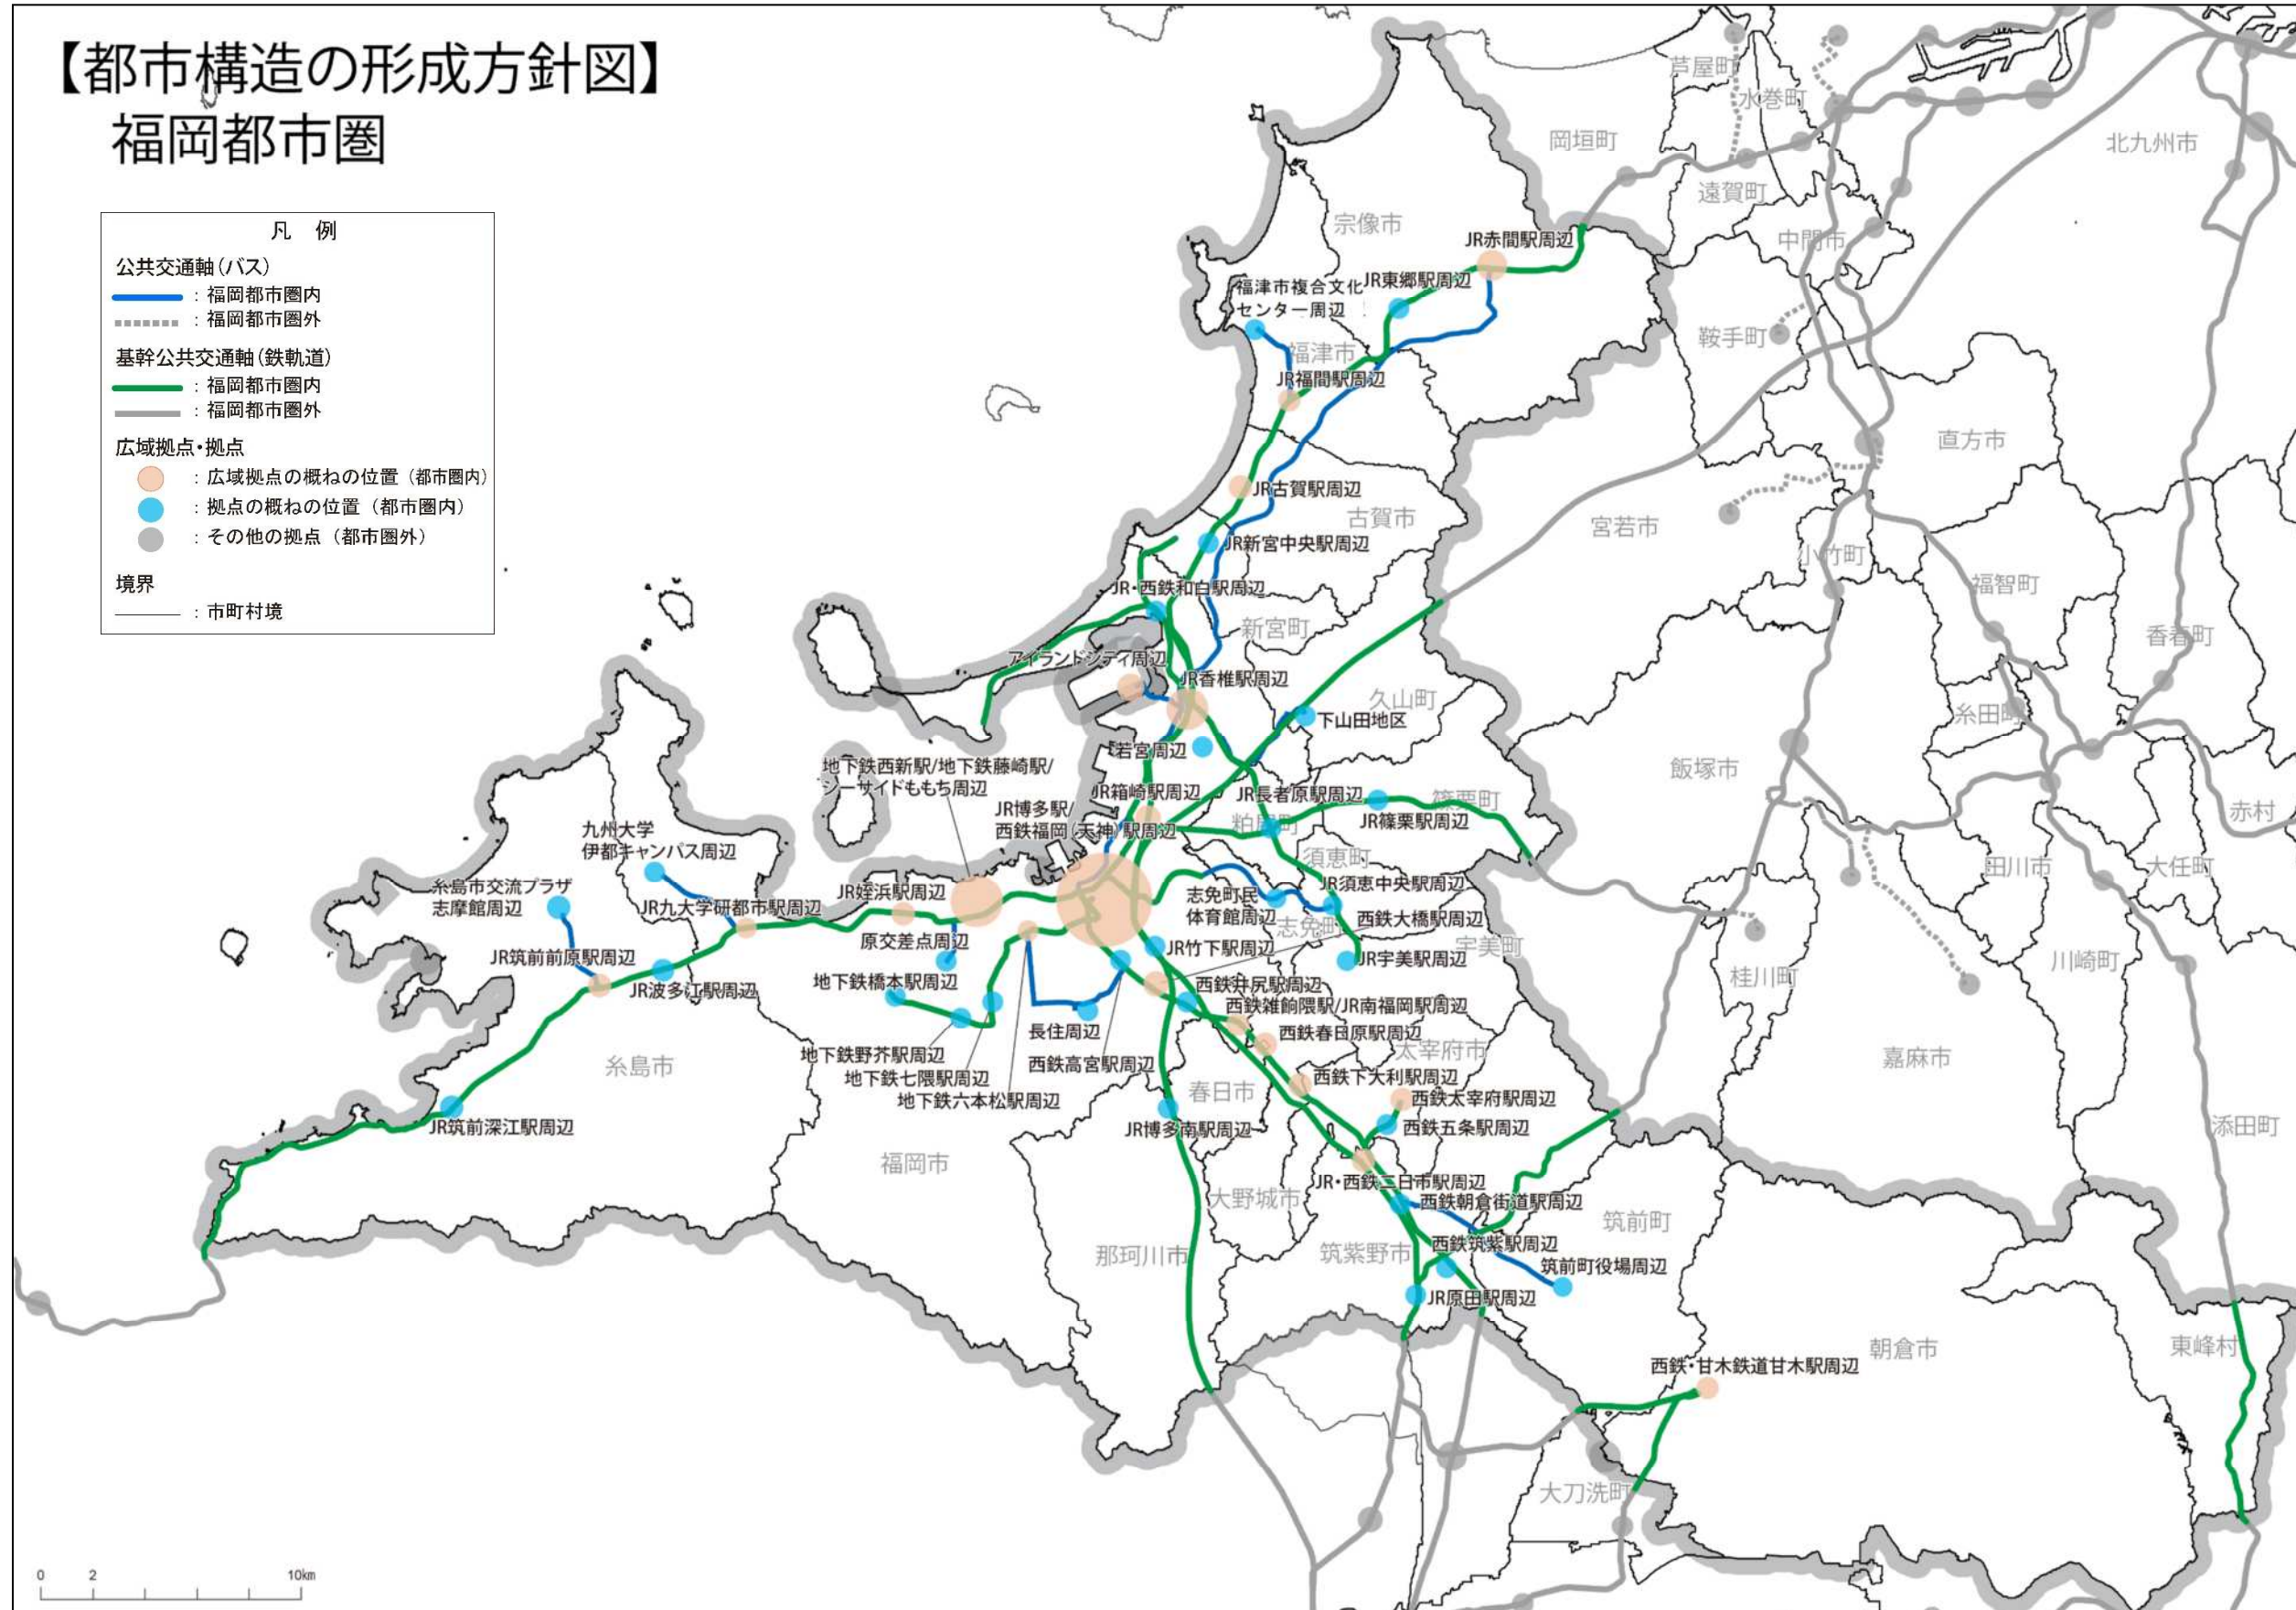 【都市構造の形成方針図】
福岡都市圏
凡 例
公共交通軸(バス)
:福岡都市圏内
:福岡都市圏外
基幹公共交通軸(鉄軌道)
:福岡都市圏内
:福岡都市圏外
広域拠点・拠点
:広域拠点の概ねの位置(都市圏内)
:拠点の概ねの位置(都市圏内)
:その他の拠点(都市圏外)
境界
:市町村境
芦屋町
水巻町
岡垣町
北九州市
遠賀町
宗像市
中間市
JR赤間駅周辺
JR東郷駅周辺
福津市複合文化
センター周辺
鞍手町
福津市
JR福間駅周辺
直方市
JR古賀駅周辺
古賀市
宮若市
JR新宮中央駅周辺
小竹町
福智町
JR・西鉄和白駅周辺
新宮町
香春町
アイランドシティ周辺
JR香椎駅周辺
久山町
下山田地区
糸田町
若宮周辺
飯塚市
地下鉄西新駅/地下鉄藤崎駅/
シーサイドももち周辺
JR箱崎駅周辺
JR長者原駅周辺
篠栗町
JR篠栗駅周辺
赤村
JR博多駅/
西鉄福岡(天神)駅周辺
粕屋町
九州大学
伊都キャンパス周辺
須恵町
田川市
大任町
糸島市交流プラザ
志摩館周辺
JR姪浜駅周辺
JR須恵中央駅周辺
志免町民
体育館周辺
JR九大学研都市駅周辺
西鉄大橋駅周辺
志免町
原交差点周辺
JR竹下駅周辺
宇美町
JR宇美駅周辺
JR筑前前原駅周辺
川崎町
桂川町
JR波多江駅周辺
地下鉄橋本駅周辺
西鉄井尻駅周辺
西鉄雑餉隈駅/JR南福岡駅周辺
長住周辺
西鉄春日原駅周辺
太宰府市
地下鉄野芥駅周辺
西鉄高宮駅周辺
嘉麻市
糸島市
地下鉄七隈駅周辺
西鉄下大利駅周辺
春日市
地下鉄六本松駅周辺
西鉄太宰府駅周辺
JR筑前深江駅周辺
JR博多南駅周辺
西鉄五条駅周辺
添田町
福岡市
JR・西鉄二日市駅周辺
大野城市
西鉄朝倉街道駅周辺
筑前町
那珂川市
筑紫野市
西鉄筑紫駅周辺
筑前町役場周辺
JR原田駅周辺
朝倉市
東峰村
西鉄・甘木鉄道甘木駅周辺
大刀洗町
0 2 10km